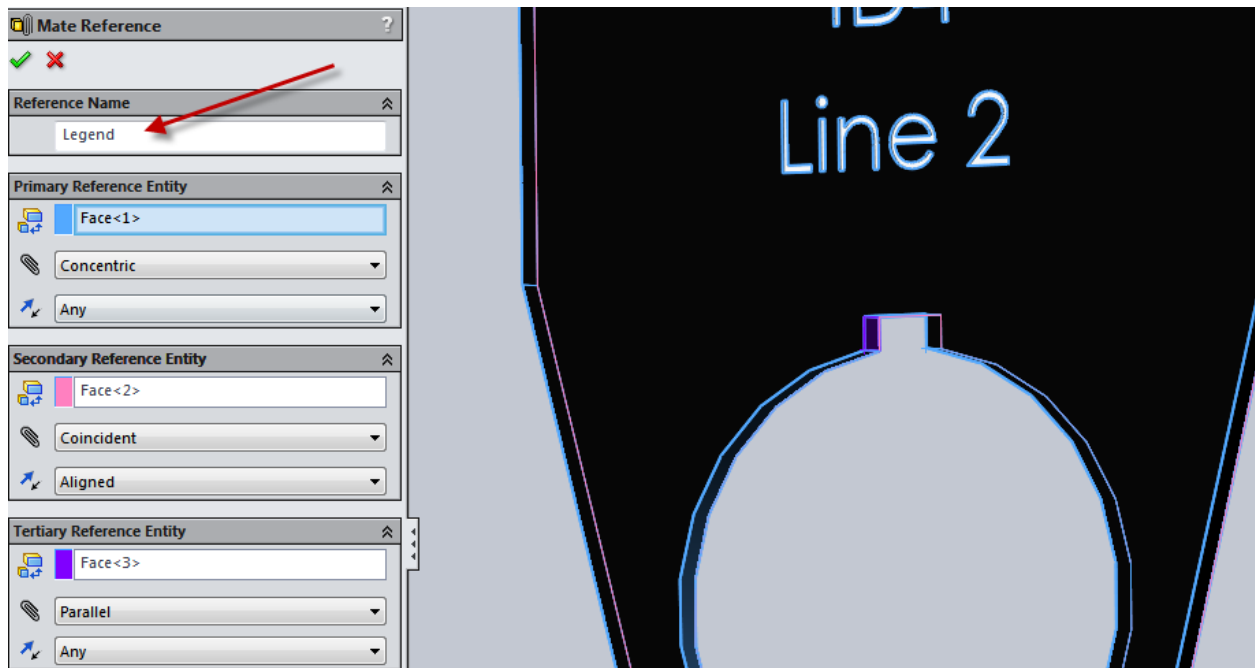 Mate Reference ?
Reference Name
Legend
Primary Reference Entity
Face<1>
Concentric
Any
Secondary Reference Entity
Face<2>
Coincident
Aligned
Tertiary Reference Entity
Face<3>
Parallel
Any
Line 2